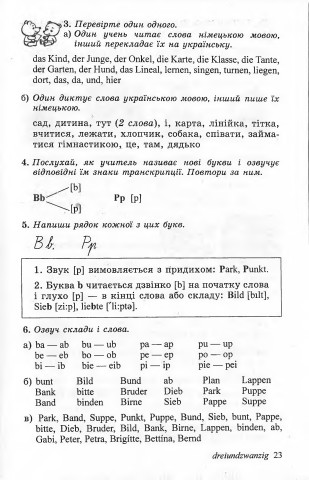 3. Перевірте один одного.
а) Один учень читає слова німецькою мовою,
інший перекладає їх на українську.
das Kind, der Junge, der Onkel, die Karte, die Klasse, die Tante,
der Garten, der Hund, das Lineal, lernen, singen, turnen, liegen,
dort, das, da, und, hier
б) Один диктує слова українською мовою, інший пише їх
німецькою.
сад, дитина, тут (2 слова), і, карта, лінійка, тітка,
вчитися, лежати, хлопчик, собака, співати, займа-
тися гімнастикою, це, там, дядько
4. Послухай, як учитель називає нові букви і озвучує
відповідні їм знаки транскрипції. Повтори за ним.
[b]
Bb Pp [p]
[p]
5. Напиши рядок кожної з цих букв.
Bb. Pp
1. Звук [p] вимовляється з придихом: Park, Punkt.
2. Буква b читається дзвінко [b] на початку слова
і глухо [p] — в кінці слова або складу: Bild [bɪlt],
Sieb [zi:p], liebte [ˈli:ptə].
6. Озвуч склади і слова.
а) ba — ab bu — ub pa — ap pu — up
be — eb bo — ob pe — ep po — op
bi — ib bie — eib pi — ip pie — pei
б) bunt Bild Bund ab Plan Lappen
Bank bitte Bruder Dieb Park Puppe
Band binden Birne Sieb Pappe Suppe
в) Park, Band, Suppe, Punkt, Puppe, Bund, Sieb, bunt, Pappe,
bitte, Dieb, Bruder, Bild, Bank, Birne, Lappen, binden, ab,
Gabi, Peter, Petra, Brigitte, Bettina, Bernd
dreiundzwanzig 23